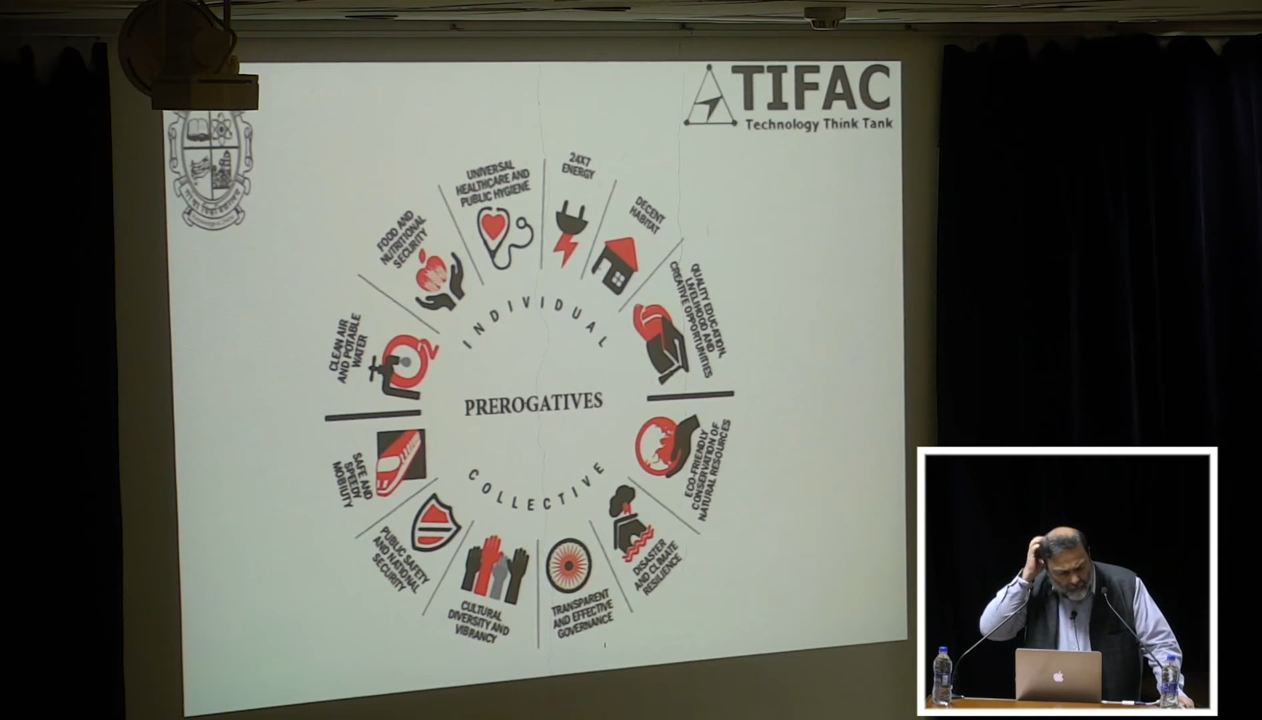 TIFAC
Technology Think Tank
UNIVERSAL
HEALTHCARE AND
PUBLIC HYGIENE
24X7
ENERGY
DECENT
HABITAT
FOOD AND
NUTRITIONAL
SECURITY
QUALITY EDUCATION,
LIVELIHOOD AND
CREATIVE OPPORTUNITIES
CLEAN AIR
AND POTABLE
WATER
INDIVIDUAL
PREROGATIVES
COLLECTIVE
SAFE AND
SPEEDY
MOBILITY
ECO-FRIENDLY
CONSERVATION OF
NATURAL RESOURCES
PUBLIC SAFETY
AND NATIONAL
SECURITY
DISASTER
AND CLIMATE
RESILIENCE
CULTURAL
DIVERSITY AND
VIBRANCY
TRANSPARENT
AND EFFECTIVE
GOVERNANCE